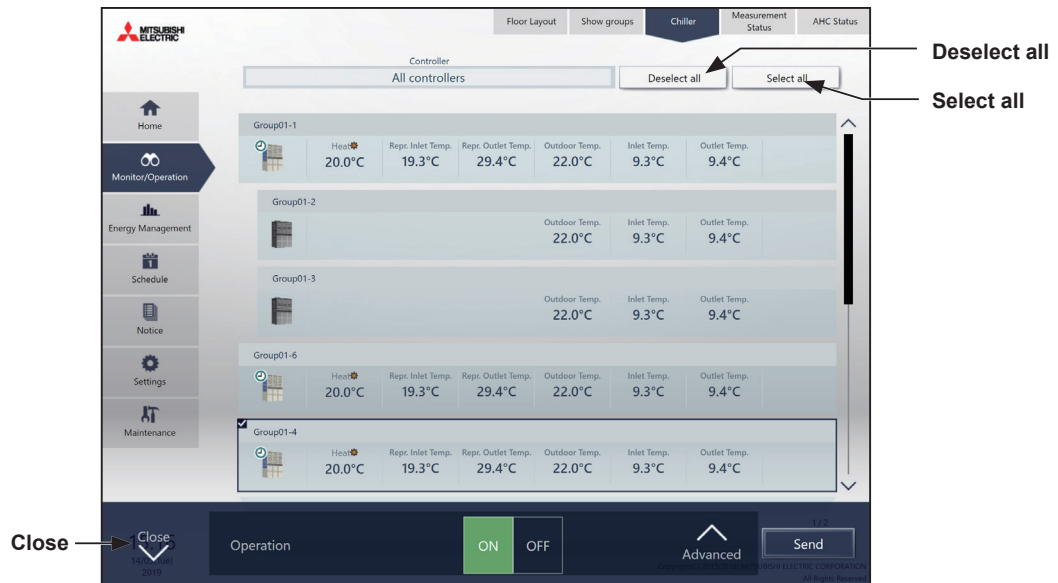 MITSUBISHI
ELECTRIC
Floor Layout
Show groups
Chiller
Measurement
Status
AHC Status
Deselect all
Select all
Controller
All controllers
Deselect all
Select all
Home
Monitor/Operation
Energy Management
Schedule
Notice
Settings
Maintenance
Group01-1
Heat Repr. Inlet Temp. Repr. Outlet Temp. Outdoor Temp. Inlet Temp. Outlet Temp.
20.0°C 19.3°C 29.4°C 22.0°C 9.3°C 9.4°C
Group01-2
Outdoor Temp. Inlet Temp. Outlet Temp.
22.0°C 9.3°C 9.4°C
Group01-3
Outdoor Temp. Inlet Temp. Outlet Temp.
22.0°C 9.3°C 9.4°C
Group01-6
Heat Repr. Inlet Temp. Repr. Outlet Temp. Outdoor Temp. Inlet Temp. Outlet Temp.
20.0°C 19.3°C 29.4°C 22.0°C 9.3°C 9.4°C
Group01-4
Heat Repr. Inlet Temp. Repr. Outlet Temp. Outdoor Temp. Inlet Temp. Outlet Temp.
20.0°C 19.3°C 29.4°C 22.0°C 9.3°C 9.4°C
Close
Close
2019
Operation
ON
OFF
Advanced
1/2
Send
MITSUBISHI ELECTRIC CORPORATION
All Rights Reserved